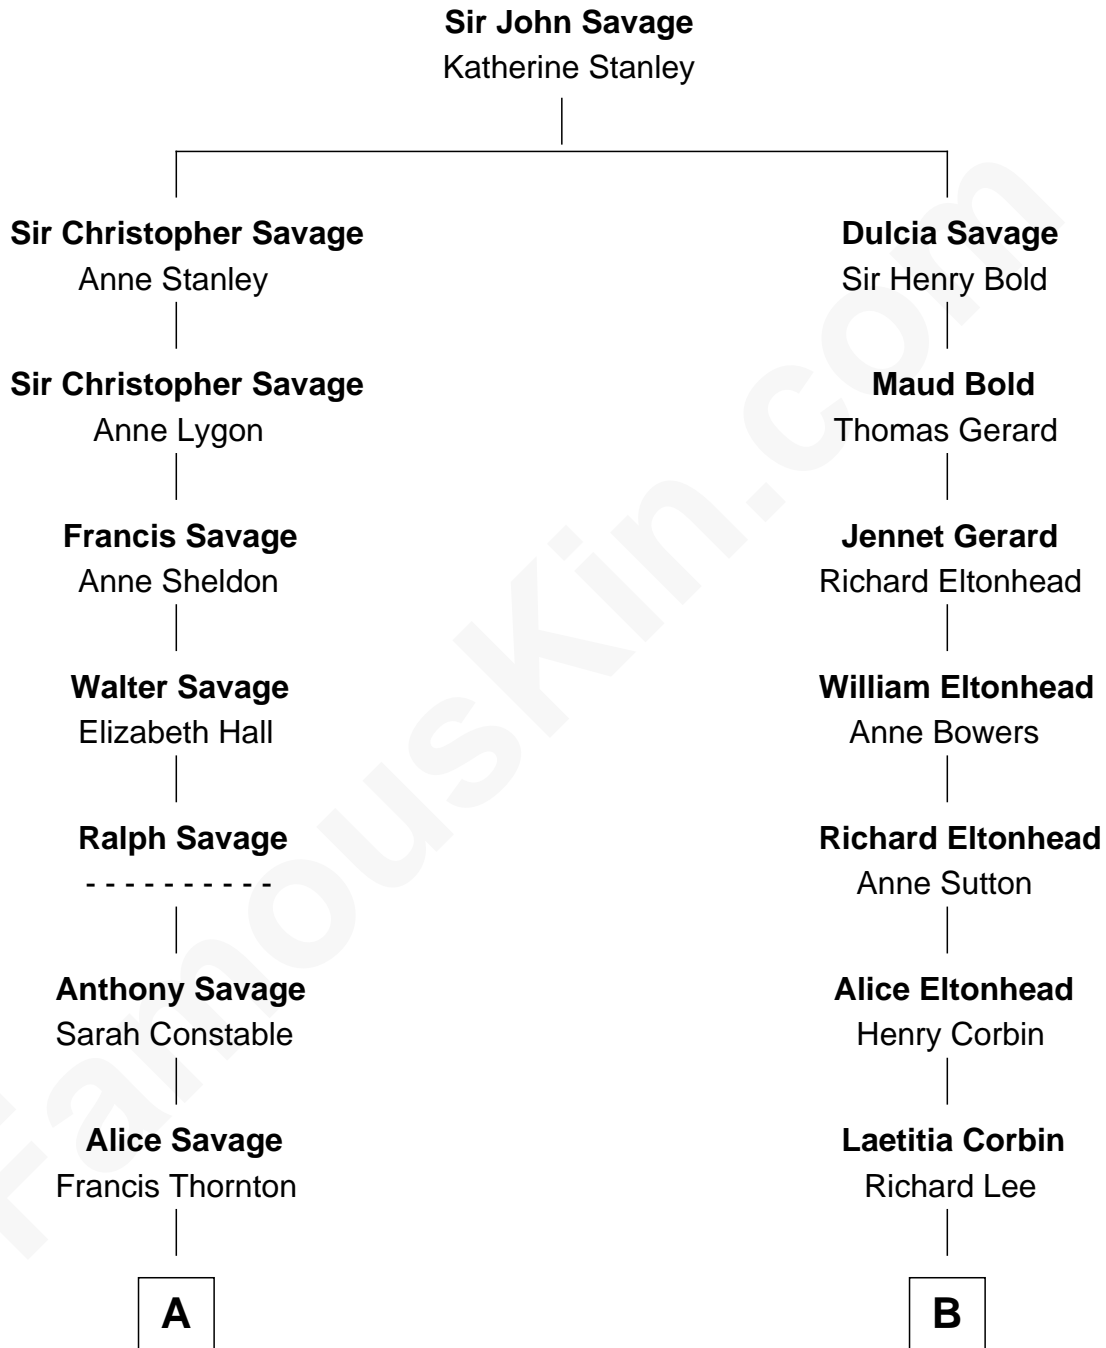 Sir John Savage
Katherine Stanley
Sir Christopher Savage
Anne Stanley
Dulcia Savage
Sir Henry Bold
Sir Christopher Savage
Anne Lygon
Maud Bold
Thomas Gerard
Francis Savage
Anne Sheldon
Jennet Gerard
Richard Eltonhead
Walter Savage
Elizabeth Hall
William Eltonhead
Anne Bowers
Ralph Savage
- - - - - - - - - -
Richard Eltonhead
Anne Sutton
Anthony Savage
Sarah Constable
Alice Eltonhead
Henry Corbin
Alice Savage
Francis Thornton
Laetitia Corbin
Richard Lee
A
B
FamousKin.com